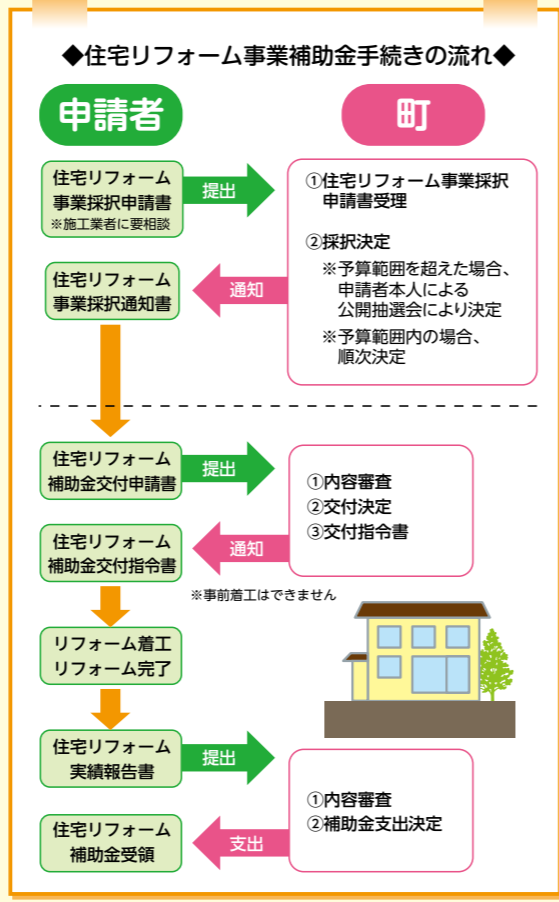 ◆住宅リフォーム事業補助金手続きの流れ◆
申請者
町
住宅リフォーム
事業採択申請書
※施工業者に要相談
提出
①住宅リフォーム事業採択
申請書受理
②採択決定
※予算範囲を超えた場合、
申請者本人による
公開抽選会により決定
※予算範囲内の場合、
順次決定
通知
住宅リフォーム
事業採択通知書
住宅リフォーム
補助金交付申請書
提出
①内容審査
②交付決定
③交付指令書
通知
住宅リフォーム
補助金交付指令書
※事前着工はできません
リフォーム着工
リフォーム完了
住宅リフォーム
実績報告書
提出
①内容審査
②補助金支出決定
支出
住宅リフォーム
補助金受領